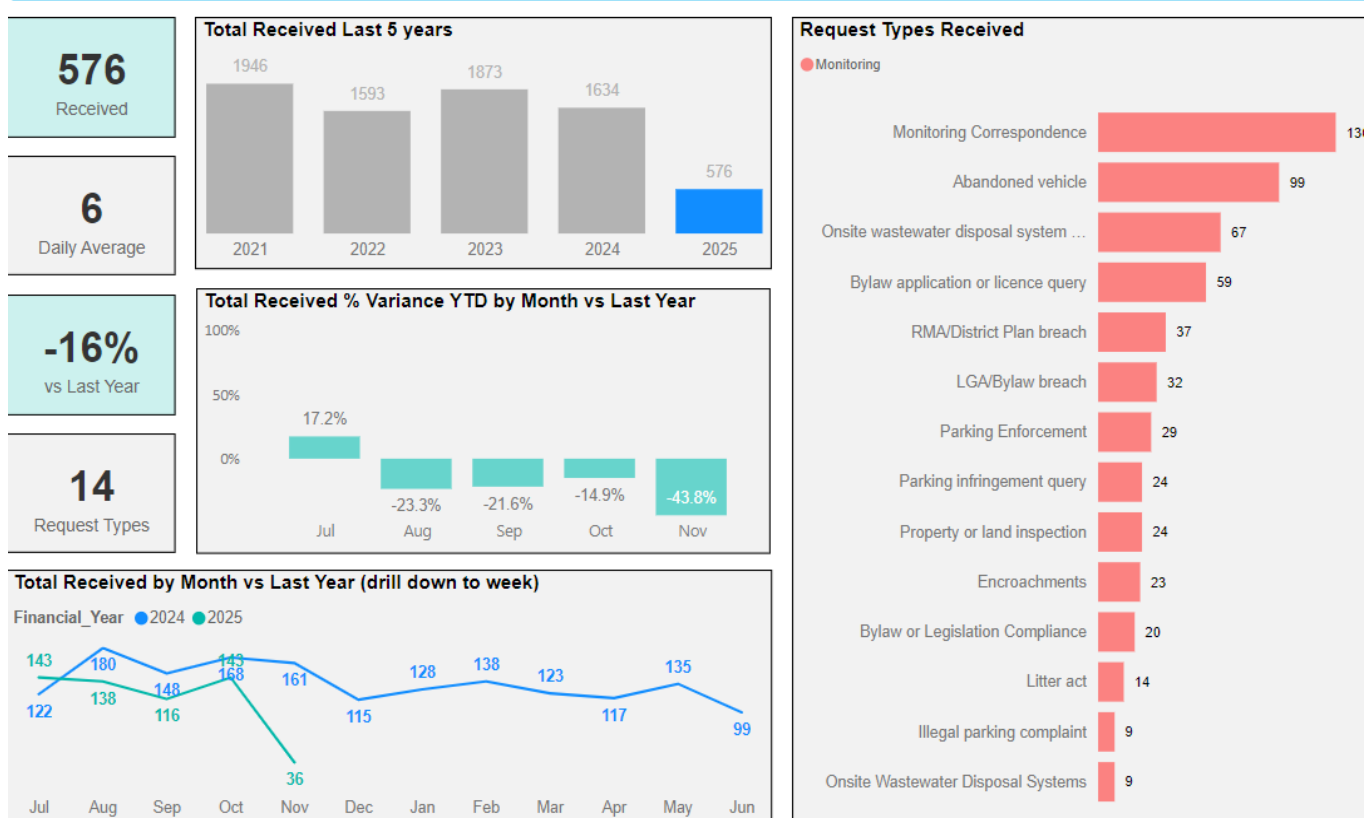 576
Received
6
Daily Average
-16%
vs Last Year
14
Request Types
Total Received Last 5 years
1946
1593
1873
1634
576
2021 2022 2023 2024 2025
Total Received % Variance YTD by Month vs Last Year
100%
50%
0%
17.2%
-23.3%
-21.6%
-14.9%
-43.8%
Jul Aug Sep Oct Nov
Total Received by Month vs Last Year (drill down to week)
Financial_Year 2024 2025
143 180 148 143 161 128 138 123 135
122 138 116 168 36 115 117 99
Jul Aug Sep Oct Nov Dec Jan Feb Mar Apr May Jun
Request Types Received
Monitoring
Monitoring Correspondence
Abandoned vehicle 99
Onsite wastewater disposal system ... 67
Bylaw application or licence query 59
RMA/District Plan breach 37
LGA/Bylaw breach 32
Parking Enforcement 29
Parking infringement query 24
Property or land inspection 24
Encroachments 23
Bylaw or Legislation Compliance 20
Litter act 14
Illegal parking complaint 9
Onsite Wastewater Disposal Systems 9